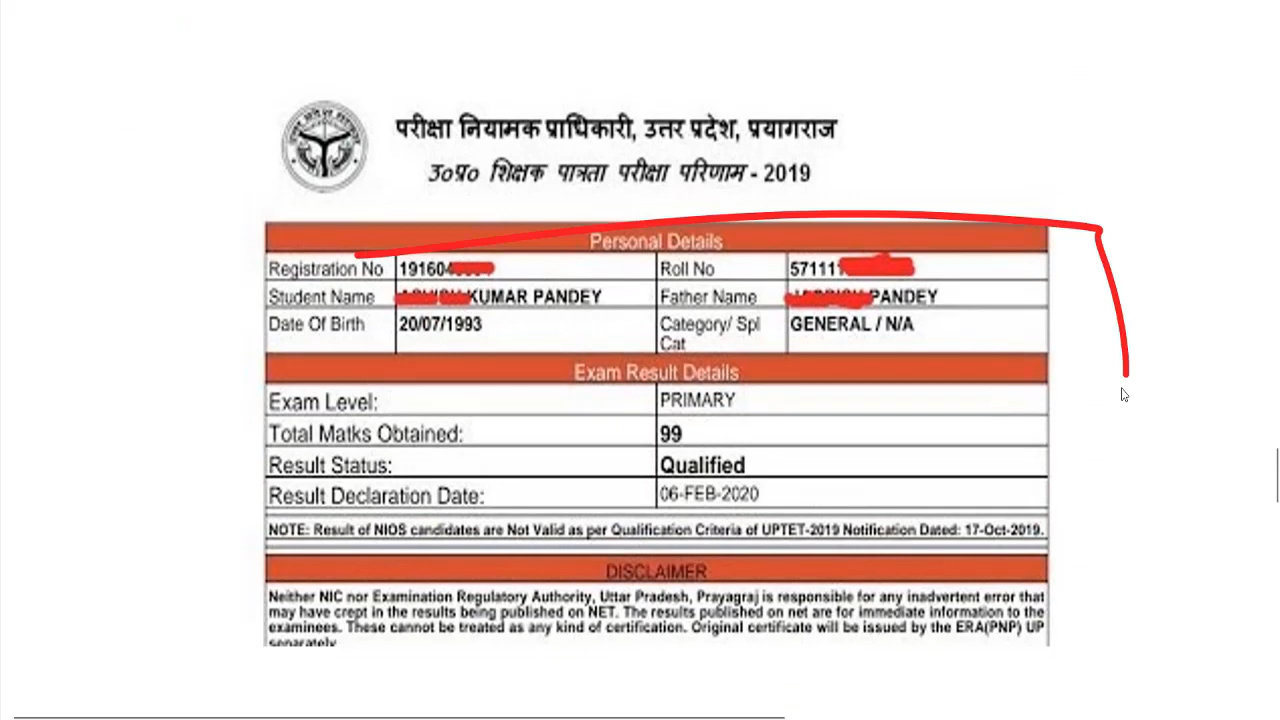 परीक्षा नियामक प्राधिकारी, उत्तर प्रदेश, प्रयागराज
उ०प्र० शिक्षक पात्रता परीक्षा परिणाम - 2019
Personal Details
Registration No 191604 Roll No 57111
Student Name KUMAR PANDEY Father Name PANDEY
Date Of Birth 20/07/1993 Category/ Spl Cat GENERAL / N/A
Exam Result Details
Exam Level: PRIMARY
Total Matks Obtained: 99
Result Status: Qualified
Result Declaration Date: 06-FEB-2020
NOTE: Result of NIOS candidates are Not Valid as per Qualification Criteria of UPTET-2019 Notification Dated: 17-Oct-2019.
DISCLAIMER
Neither NIC nor Examination Regulatory Authority, Uttar Pradesh, Prayagraj is responsible for any inadvertent error that
may have crept in the results being published on NET. The results published on net are for immediate information to the
examinees. These cannot be treated as any kind of certification. Original certificate will be issued by the ERA(PNP) UP
separately.